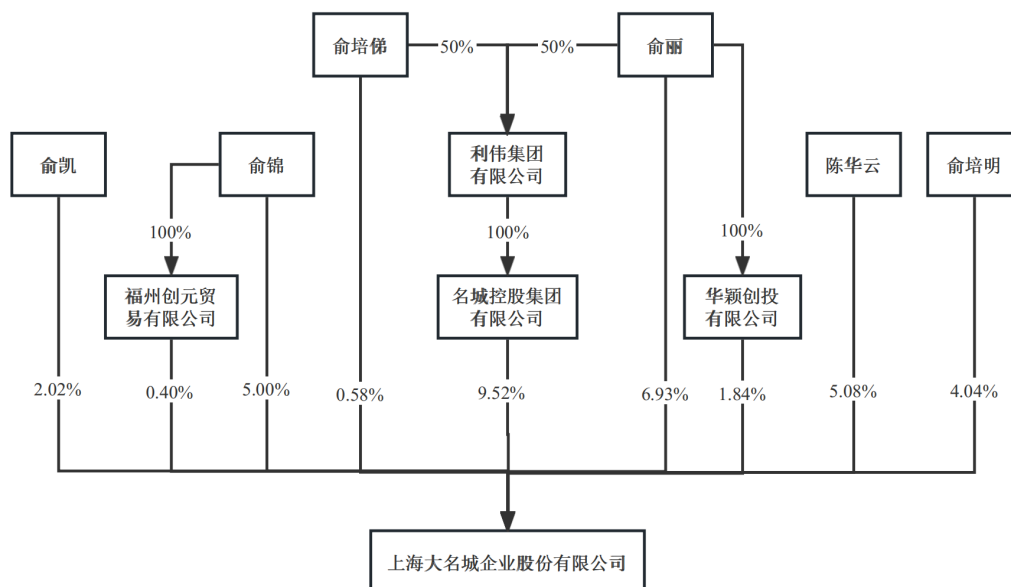 俞培俤
50%
50%
俞丽
俞凯
俞锦
利伟集团
有限公司
陈华云
俞培明
100%
100%
100%
福州创元贸
易有限公司
名城控股集团
有限公司
华颖创投
有限公司
2.02%
0.40%
5.00%
0.58%
9.52%
6.93%
1.84%
5.08%
4.04%
上海大名城企业股份有限公司